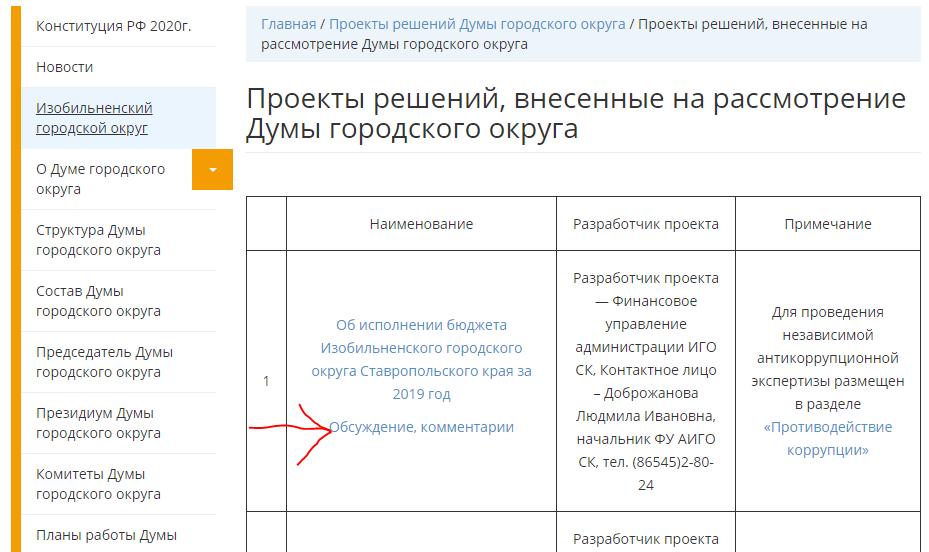 Конституция РФ 2020г.
Новости
Изобильненский
городской округ
О Думе городского
округа
Структура Думы
городского округа
Состав Думы
городского округа
Председатель Думы
городского округа
Президиум Думы
городского округа
Комитеты Думы
городского округа
Планы работы Думы
Главная / Проекты решений Думы городского округа / Проекты решений, внесенные на
рассмотрение Думы городского округа
Проекты решений, внесенные на рассмотрение
Думы городского округа
Наименование
Разработчик проекта
Примечание
1
Об исполнении бюджета
Изобильненского городского
округа Ставропольского края за
2019 год
Обсуждение, комментарии
Разработчик проекта
— Финансовое
управление
администрации ИГО
СК, Контактное лицо
– Доброжанова
Людмила Ивановна,
начальник ФУ АИГО
СК, тел. (86545)2-80-
24
Для проведения
независимой
антикоррупционной
экспертизы размещен
в разделе
«Противодействие
коррупции»
Разработчик проекта